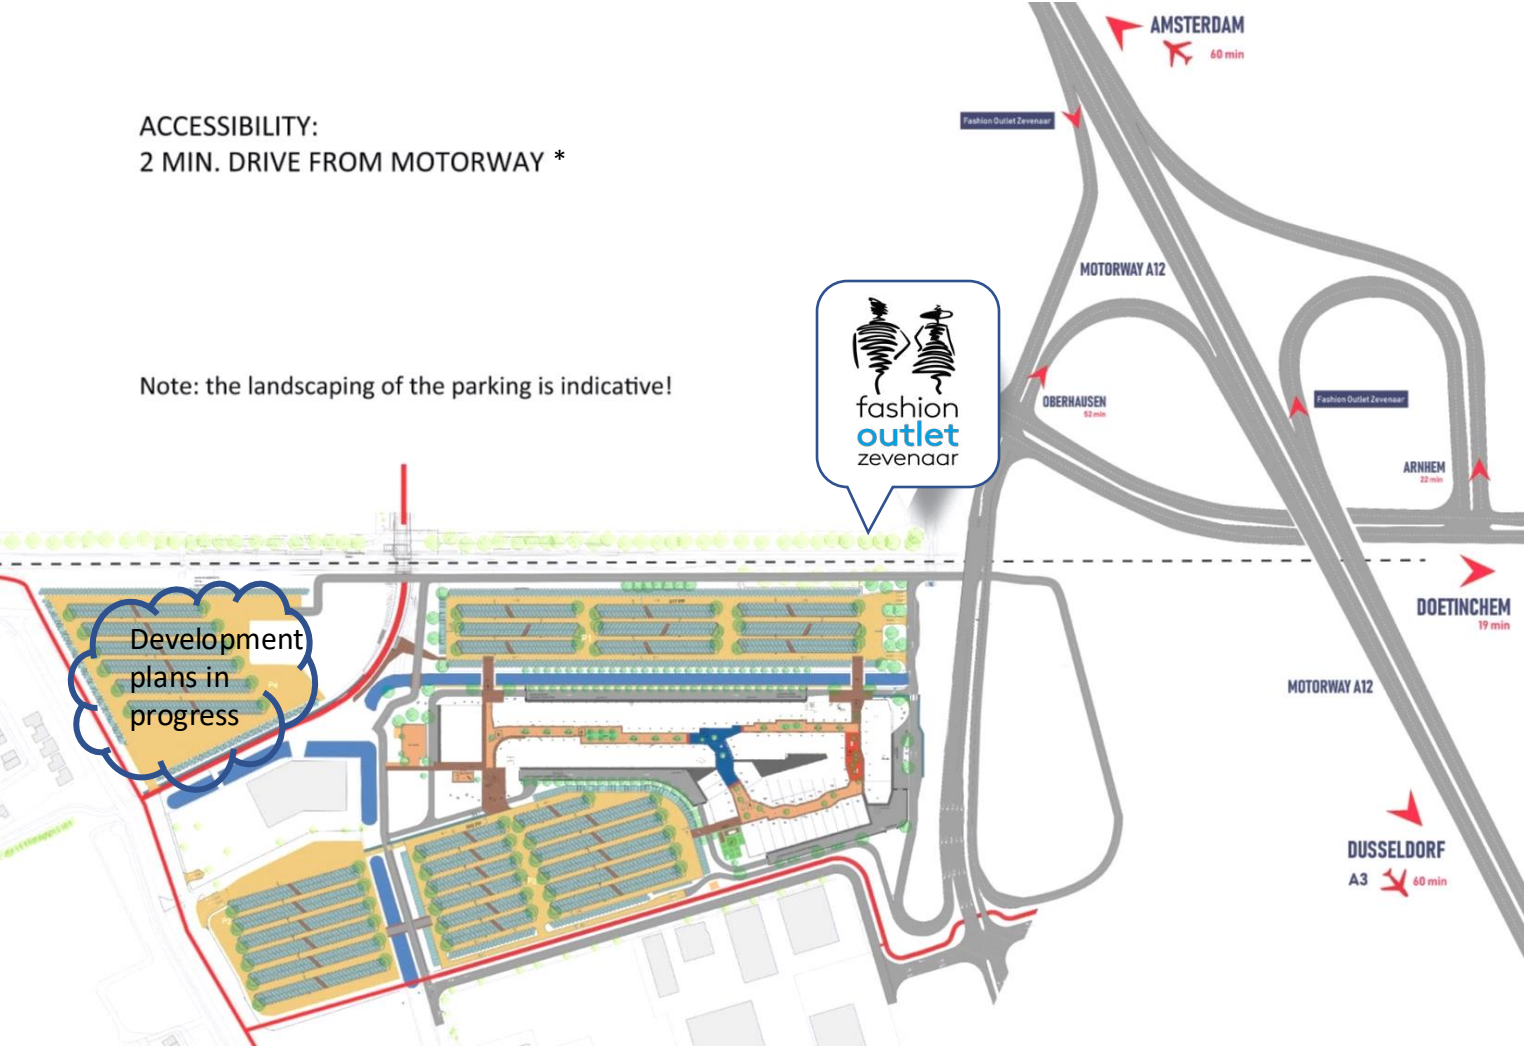 AMSTERDAM
60 min
ACCESSIBILITY:
2 MIN. DRIVE FROM MOTORWAY *
Fashion Outlet Zevenaar
MOTORWAY A12
Note: the landscaping of the parking is indicative!
fashion
outlet
zevenaar
OBERHAUSEN
52 min
Fashion Outlet Zevenaar
ARNHEM
22 min
DOETINCHEM
19 min
Development
plans in
progress
MOTORWAY A12
DUSSELDORF
A3
60 min